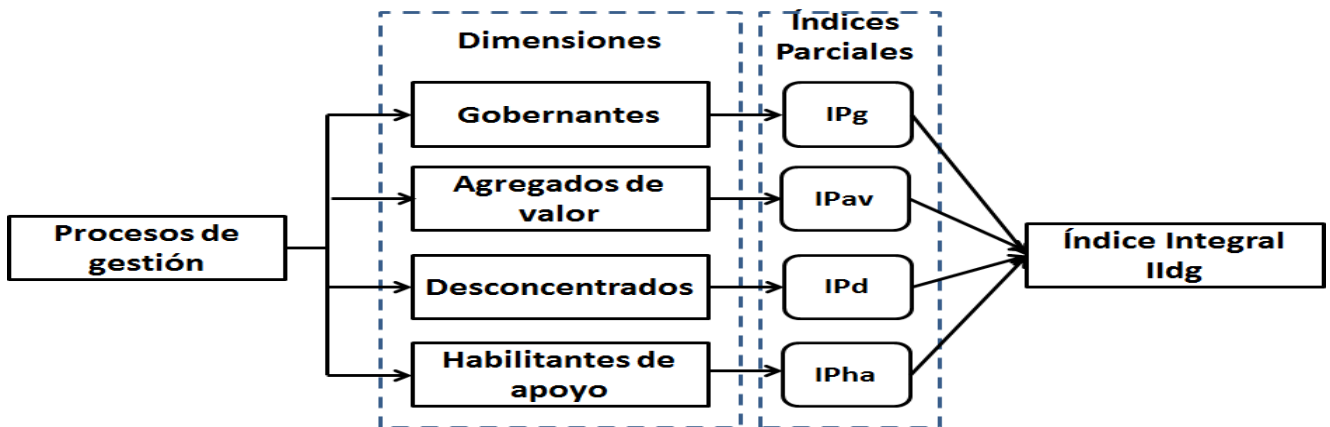 Dimensiones
Índices
Parciales
Gobernantes
IPg
Agregados de
valor
IPav
Procesos de
gestión
Índice Integral
IIdg
Desconcentrados
IPd
Habilitantes de
apoyo
IPha